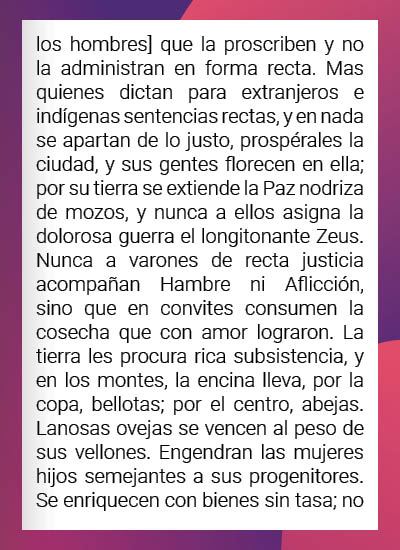 los hombres] que la proscriben y no
la administran en forma recta. Mas
quienes dictan para extranjeros e
indígenas sentencias rectas, y en nada
se apartan de lo justo, prospérales la
ciudad, y sus gentes florecen en ella;
por su tierra se extiende la Paz nodriza
de mozos, y nunca a ellos asigna la
dolorosa guerra el longitonante Zeus.
Nunca a varones de recta justicia
acompañan Hambre ni Aflicción,
sino que en convites consumen la
cosecha que con amor lograron. La
tierra les procura rica subsistencia, y
en los montes, la encina lleva, por la
copa, bellotas; por el centro, abejas.
Lanosas ovejas se vencen al peso de
sus vellones. Engendran las mujeres
hijos semejantes a sus progenitores.
Se enriquecen con bienes sin tasa; no